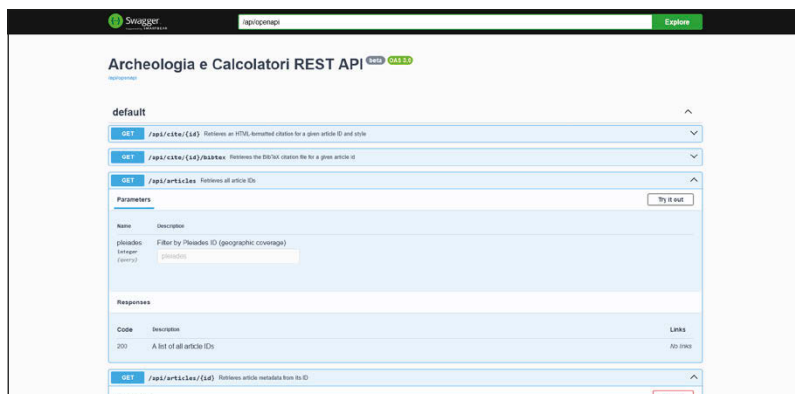 Swagger
/api/openapi
Explore
Archeologia e Calcolatori REST API beta OAS 3.0
/api/openapi
default
GET /api/cite/{id} Retrieves an HTML-formatted citation for a given article ID and style
GET /api/cite/{id}/bibtex Retrieves the BibTeX citation file for a given article id
GET /api/articles Retrieves all article IDs
Parameters
Try it out
Name Description
pleiades Filter by Pleiades ID (geographic coverage)
integer
(query)
pleiades
Responses
Code Description Links
200 A list of all article IDs No links
GET /api/articles/{id} Retrieves article metadata from its ID